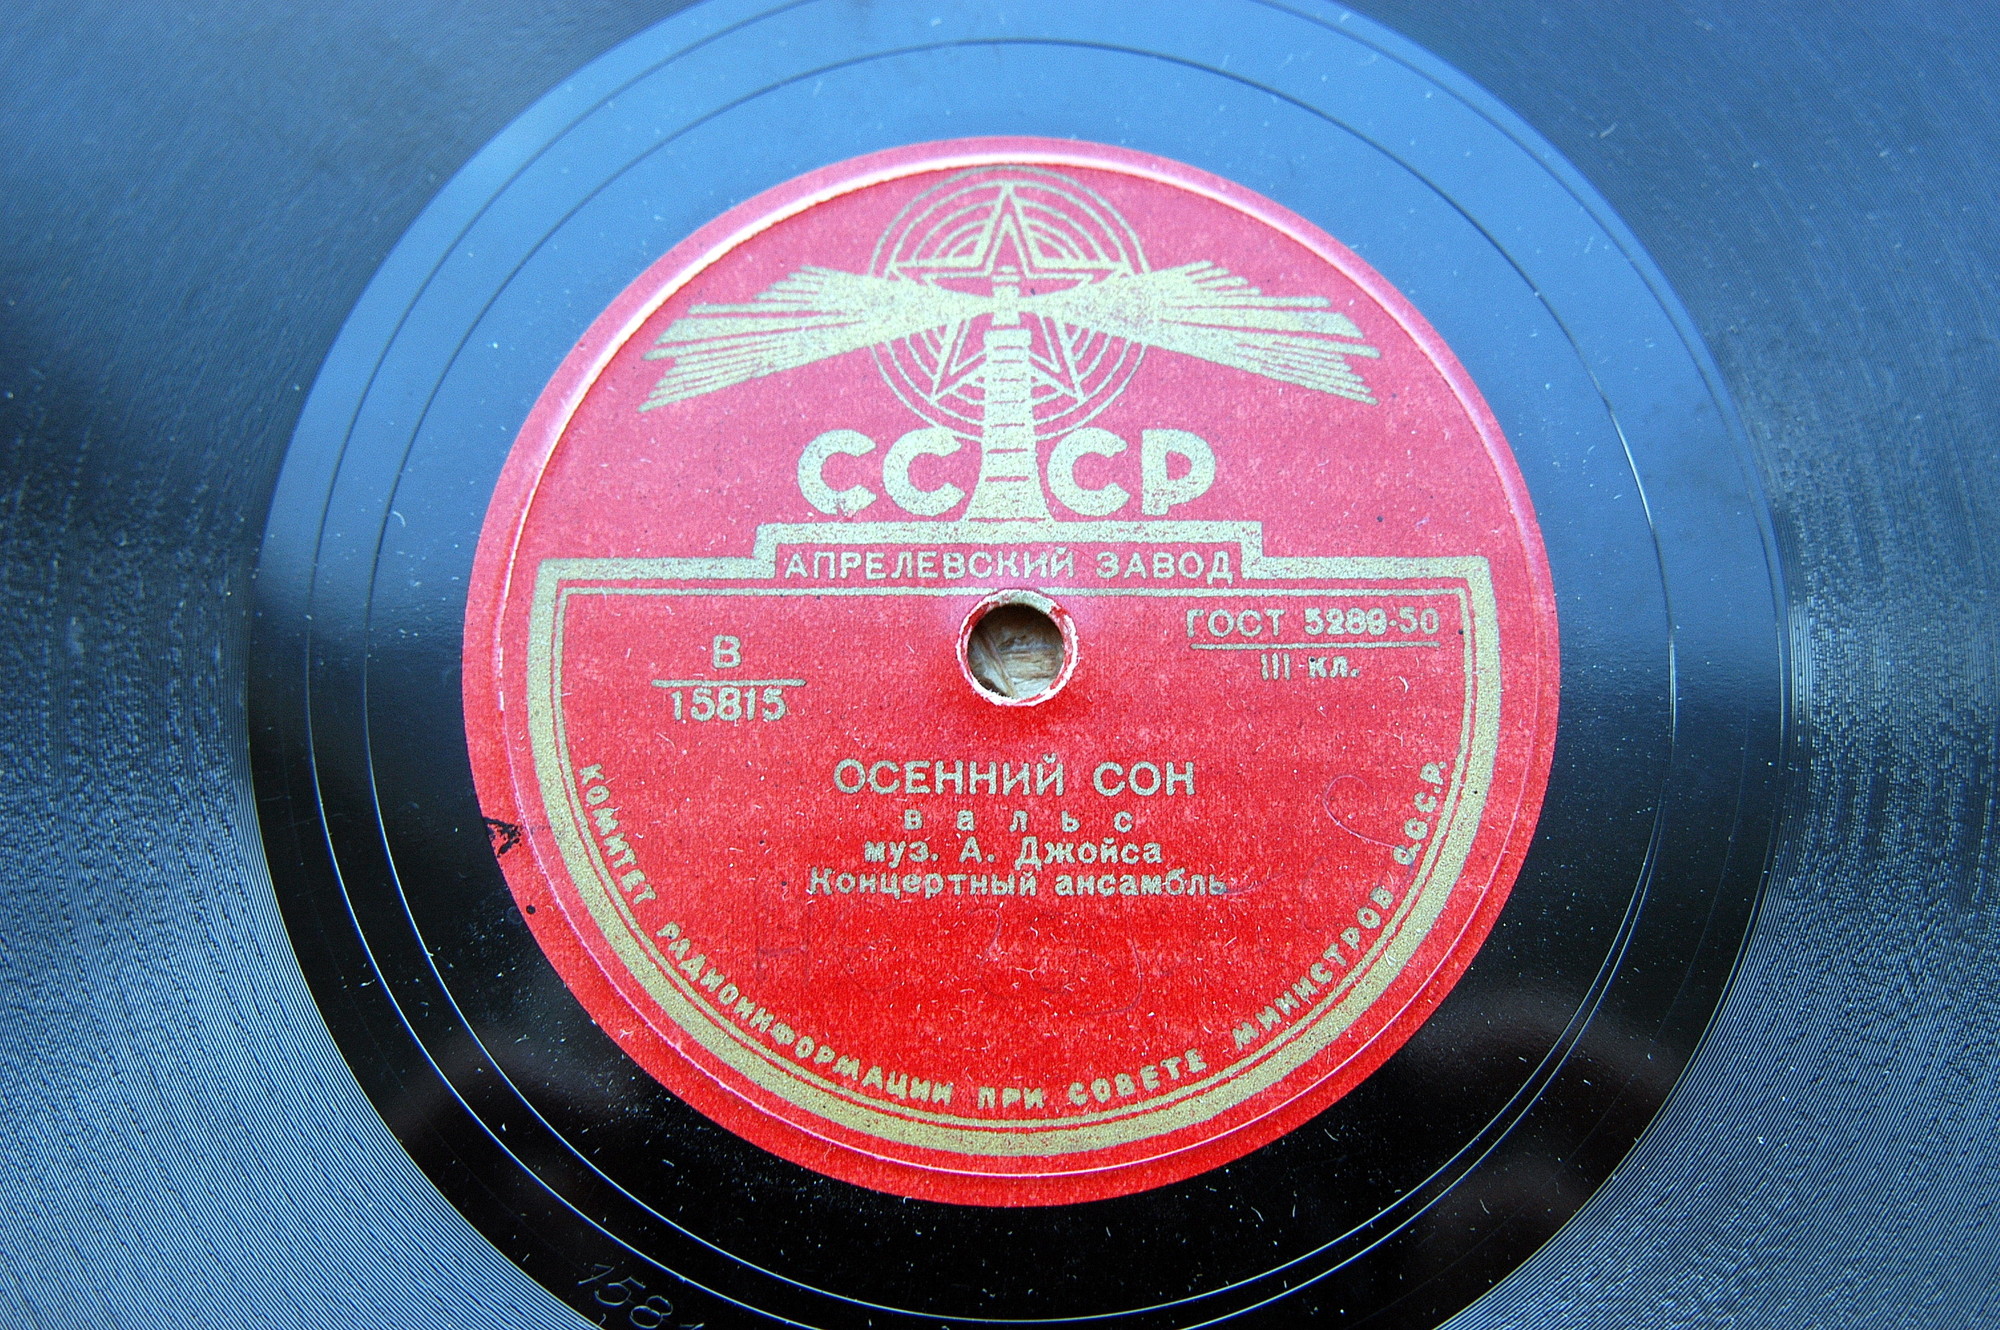 СССР
АПРЕЛЕВСКИЙ ЗАВОД
В
15815
ГОСТ 5289-50
III кл.
ОСЕННИЙ СОН
вальс
муз. А. Джойса
Концертный ансамбль
КОМИТЕТ РАДИОИНФОРМАЦИИ ПРИ СОВЕТЕ МИНИСТРОВ С.С.С.Р.